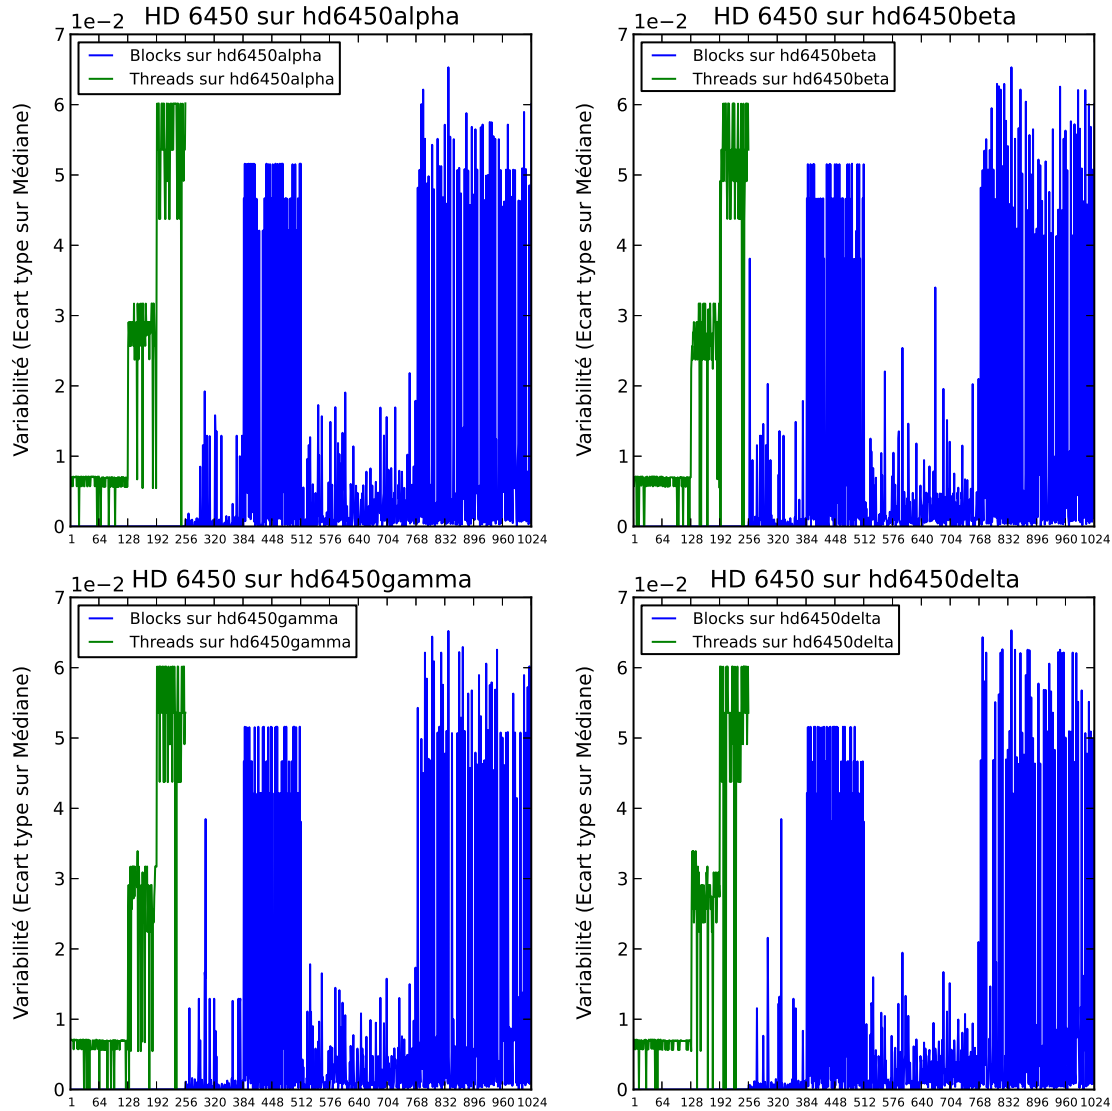 1e−2 HD 6450 sur hd6450alpha
Blocks sur hd6450alpha
Threads sur hd6450alpha
Variabilité (Ecart type sur Médiane)
7
6
5
4
3
2
1
0
1 64 128 192 256 320 384 448 512 576 640 704 768 832 896 960 1024
1e−2 HD 6450 sur hd6450beta
Blocks sur hd6450beta
Threads sur hd6450beta
Variabilité (Ecart type sur Médiane)
7
6
5
4
3
2
1
0
1 64 128 192 256 320 384 448 512 576 640 704 768 832 896 960 1024
1e−2 HD 6450 sur hd6450gamma
Blocks sur hd6450gamma
Threads sur hd6450gamma
Variabilité (Ecart type sur Médiane)
7
6
5
4
3
2
1
0
1 64 128 192 256 320 384 448 512 576 640 704 768 832 896 960 1024
1e−2 HD 6450 sur hd6450delta
Blocks sur hd6450delta
Threads sur hd6450delta
Variabilité (Ecart type sur Médiane)
7
6
5
4
3
2
1
0
1 64 128 192 256 320 384 448 512 576 640 704 768 832 896 960 1024